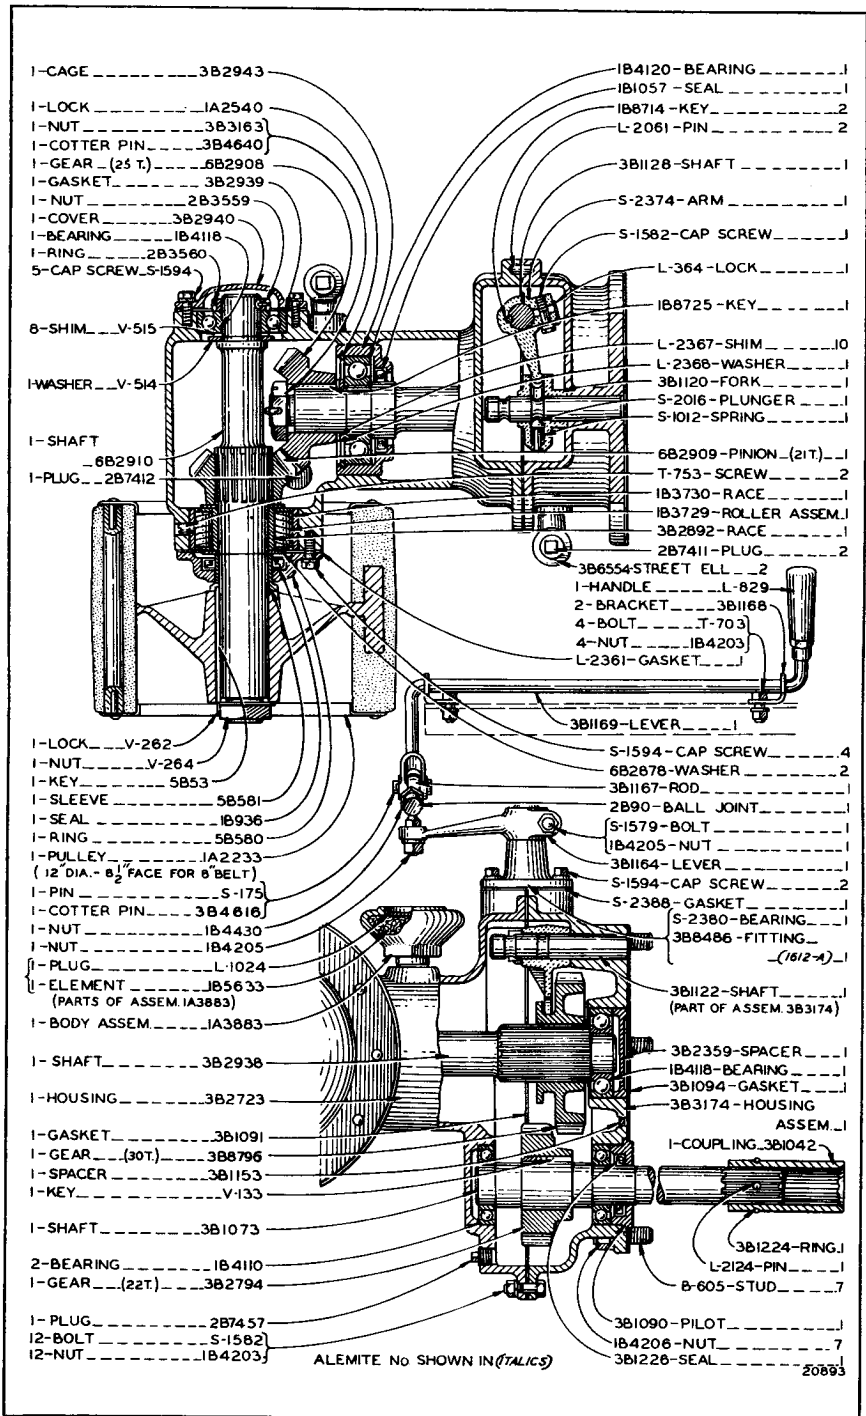 1-CAGE 3B2943
1-LOCK 1A2540
1-NUT 3B3163
1-COTTER PIN 3B4640
1-GEAR (25 T.) 6B2908
1-GASKET 3B2939
1-NUT 2B3559
1-COVER 3B2940
1-BEARING 1B4118
1-RING 2B3560
5-CAP SCREW S-1594
8-SHIM V-515
1-WASHER V-514
1-SHAFT
6B2910
1-PLUG 2B7412
1B4120-BEARING 1
1B1057-SEAL 1
1B8714-KEY 2
L-2061-PIN 2
3B1128-SHAFT 1
S-2374-ARM 1
S-1582-CAP SCREW 1
L-364-LOCK 1
1B8725-KEY 1
L-2367-SHIM 10
L-2368-WASHER 1
3B1120-FORK 1
S-2016-PLUNGER 1
S-1012-SPRING 1
6B2909-PINION (21T.) 1
T-753-SCREW 2
1B3730-RACE 1
1B3729-ROLLER ASSEM. 1
3B2892-RACE 1
2B7411-PLUG 2
3B6554-STREET ELL 2
1-HANDLE L-829
2-BRACKET 3B1168
4-BOLT T-703
4-NUT 1B4203
L-2361-GASKET 1
3B1169-LEVER 1
1-LOCK V-262
1-NUT V-264
1-KEY 5B53
1-SLEEVE 5B581
1-SEAL 1B936
1-RING 5B580
1-PULLEY 1A2233
(12" DIA.- 8 1/2" FACE FOR 8" BELT)
1-PIN S-175
1-COTTER PIN 3B4616
1-NUT 1B4430
1-NUT 1B4205
1-PLUG L-1024
1-ELEMENT 1B5633
(PARTS OF ASSEM. 1A3883)
1-BODY ASSEM. 1A3883
1-SHAFT 3B2938
1-HOUSING 3B2723
1-GASKET 3B1091
1-GEAR (30T.) 3B8796
1-SPACER 3B1153
1-KEY V-133
1-SHAFT 3B1073
2-BEARING 1B4110
1-GEAR (22T.) 3B2794
1-PLUG 2B7457
12-BOLT S-1582
12-NUT 1B4203
S-1594-CAP SCREW 4
6B2878-WASHER 2
3B1167-ROD 1
2B90-BALL JOINT 1
S-1579-BOLT 1
1B4205-NUT 1
3B1164-LEVER 1
S-1594-CAP SCREW 2
S-2388-GASKET 1
S-2380-BEARING 1
3B8486-FITTING
(1612-A) 1
3B1122-SHAFT 1
(PART OF ASSEM. 3B3174)
3B2359-SPACER 1
1B4118-BEARING 1
3B1094-GASKET 1
3B3174-HOUSING
ASSEM. 1
1-COUPLING 3B1042
3B1224-RING 1
L-2124-PIN 1
B-605-STUD 7
3B1090-PILOT 1
1B4206-NUT 7
3B1226-SEAL 1
ALEMITE NO SHOWN IN (ITALICS)
20893